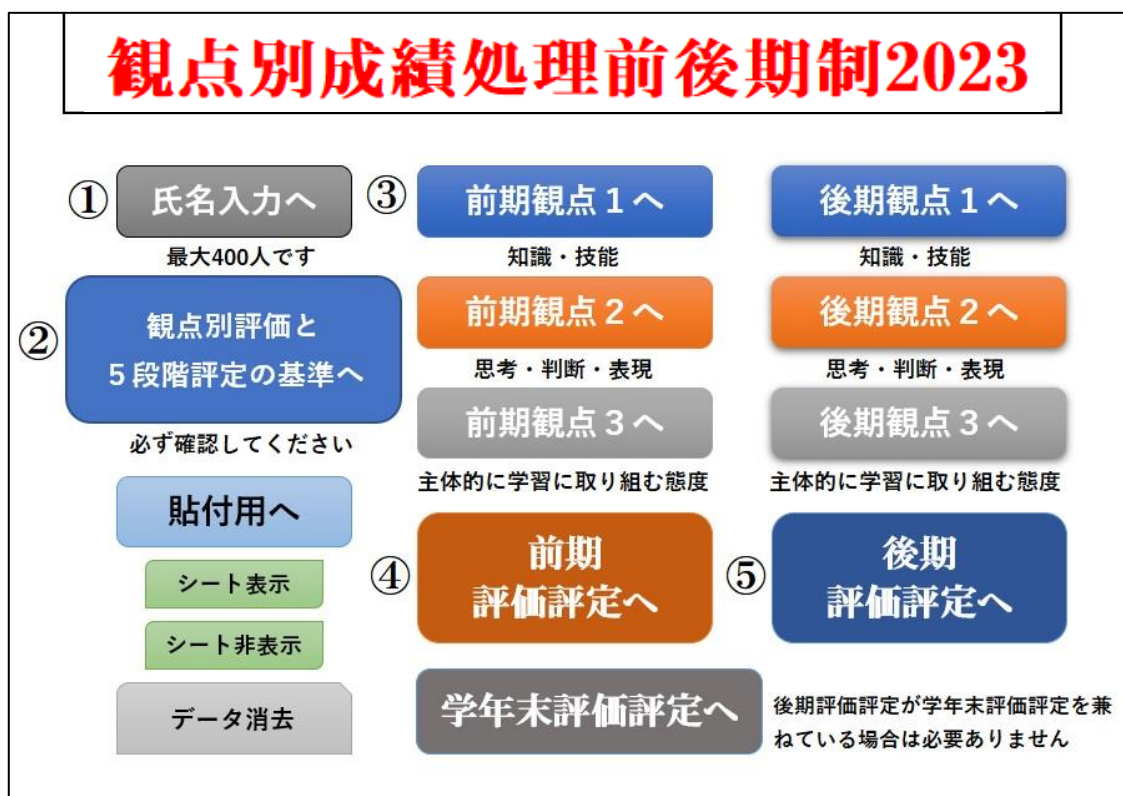 観点別成績処理前後期制2023
①
氏名入力へ
最大400人です
②
観点別評価と
５段階評定の基準へ
必ず確認してください
貼付用へ
シート表示
シート非表示
データ消去
③
前期観点１へ
知識・技能
前期観点２へ
思考・判断・表現
前期観点３へ
主体的に学習に取り組む態度
④
前期
評価評定へ
後期観点１へ
知識・技能
後期観点２へ
思考・判断・表現
後期観点３へ
主体的に学習に取り組む態度
⑤
後期
評価評定へ
学年末評価評定へ
後期評価評定が学年末評価評定を兼
ねている場合は必要ありません